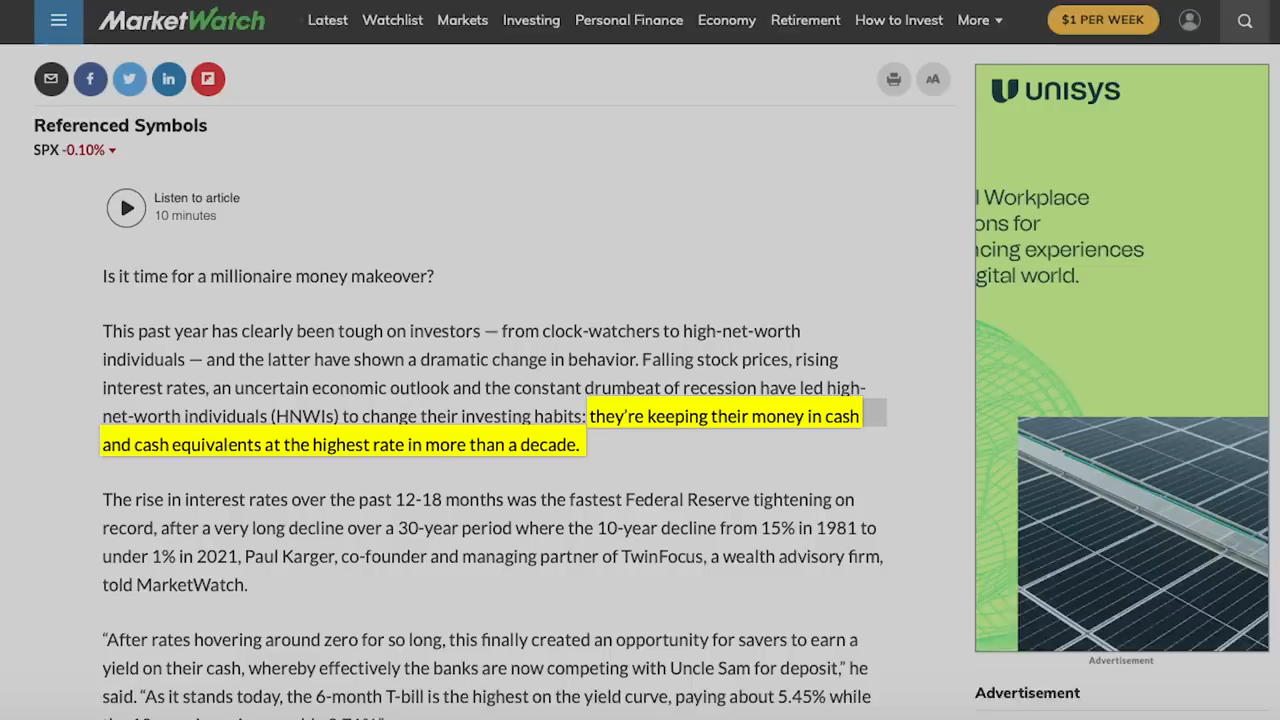 MarketWatch Latest Watchlist Markets Investing Personal Finance Economy Retirement How to Invest More $1 PER WEEK
AA
Referenced Symbols
SPX -0.10%
Listen to article
10 minutes
Is it time for a millionaire money makeover?
This past year has clearly been tough on investors — from clock-watchers to high-net-worth
individuals — and the latter have shown a dramatic change in behavior. Falling stock prices, rising
interest rates, an uncertain economic outlook and the constant drumbeat of recession have led high-
net-worth individuals (HNWIs) to change their investing habits: they’re keeping their money in cash
and cash equivalents at the highest rate in more than a decade.
The rise in interest rates over the past 12-18 months was the fastest Federal Reserve tightening on
record, after a very long decline over a 30-year period where the 10-year decline from 15% in 1981 to
under 1% in 2021, Paul Karger, co-founder and managing partner of TwinFocus, a wealth advisory firm,
told MarketWatch.
“After rates hovering around zero for so long, this finally created an opportunity for savers to earn a
yield on their cash, whereby effectively the banks are now competing with Uncle Sam for deposit,” he
said. “As it stands today, the 6-month T-bill is the highest on the yield curve, paying about 5.45% while
UNISYS
l Workplace
ons for
ncing experiences
gital world.
Advertisement
Advertisement